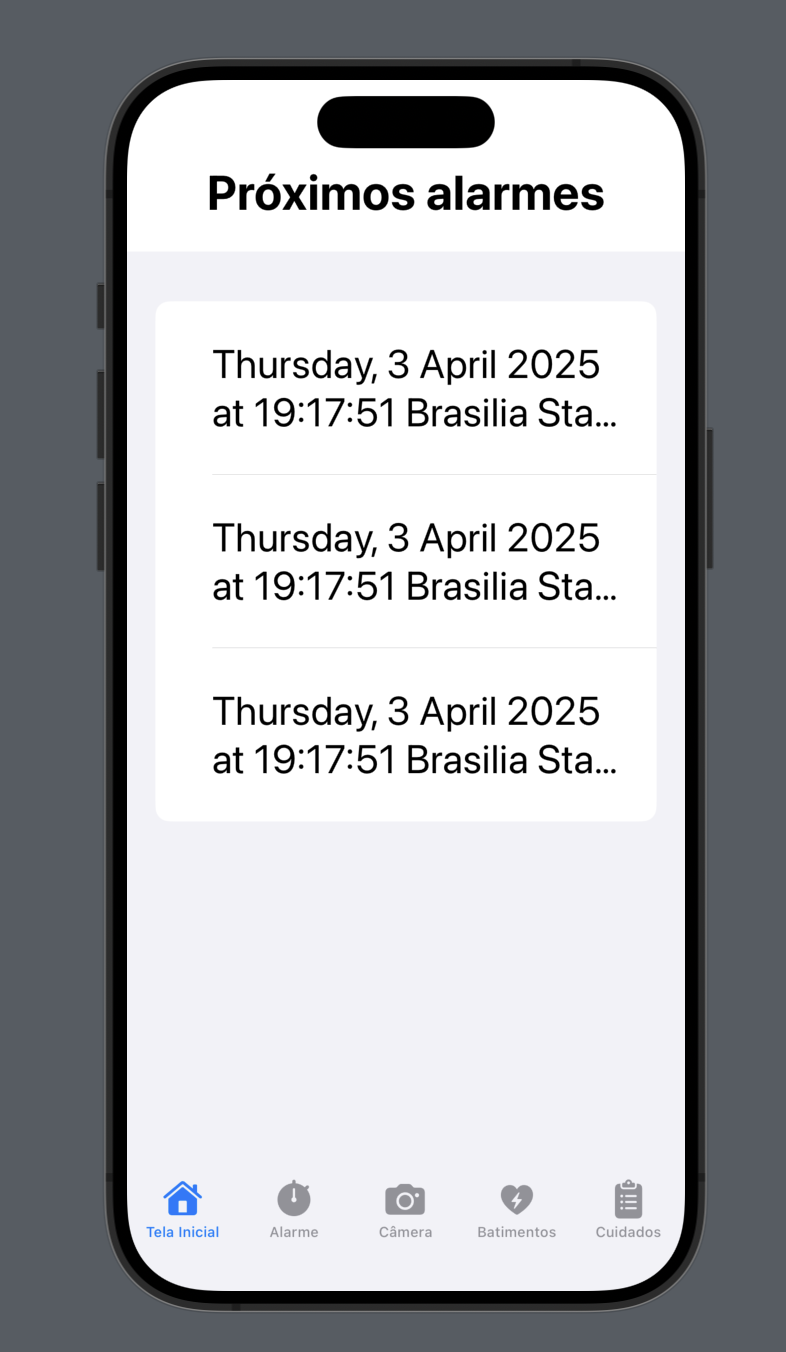 Próximos alarmes
Thursday, 3 April 2025
at 19:17:51 Brasilia Sta...
Thursday, 3 April 2025
at 19:17:51 Brasilia Sta...
Thursday, 3 April 2025
at 19:17:51 Brasilia Sta...
Tela Inicial
Alarme
Câmera
Batimentos
Cuidados